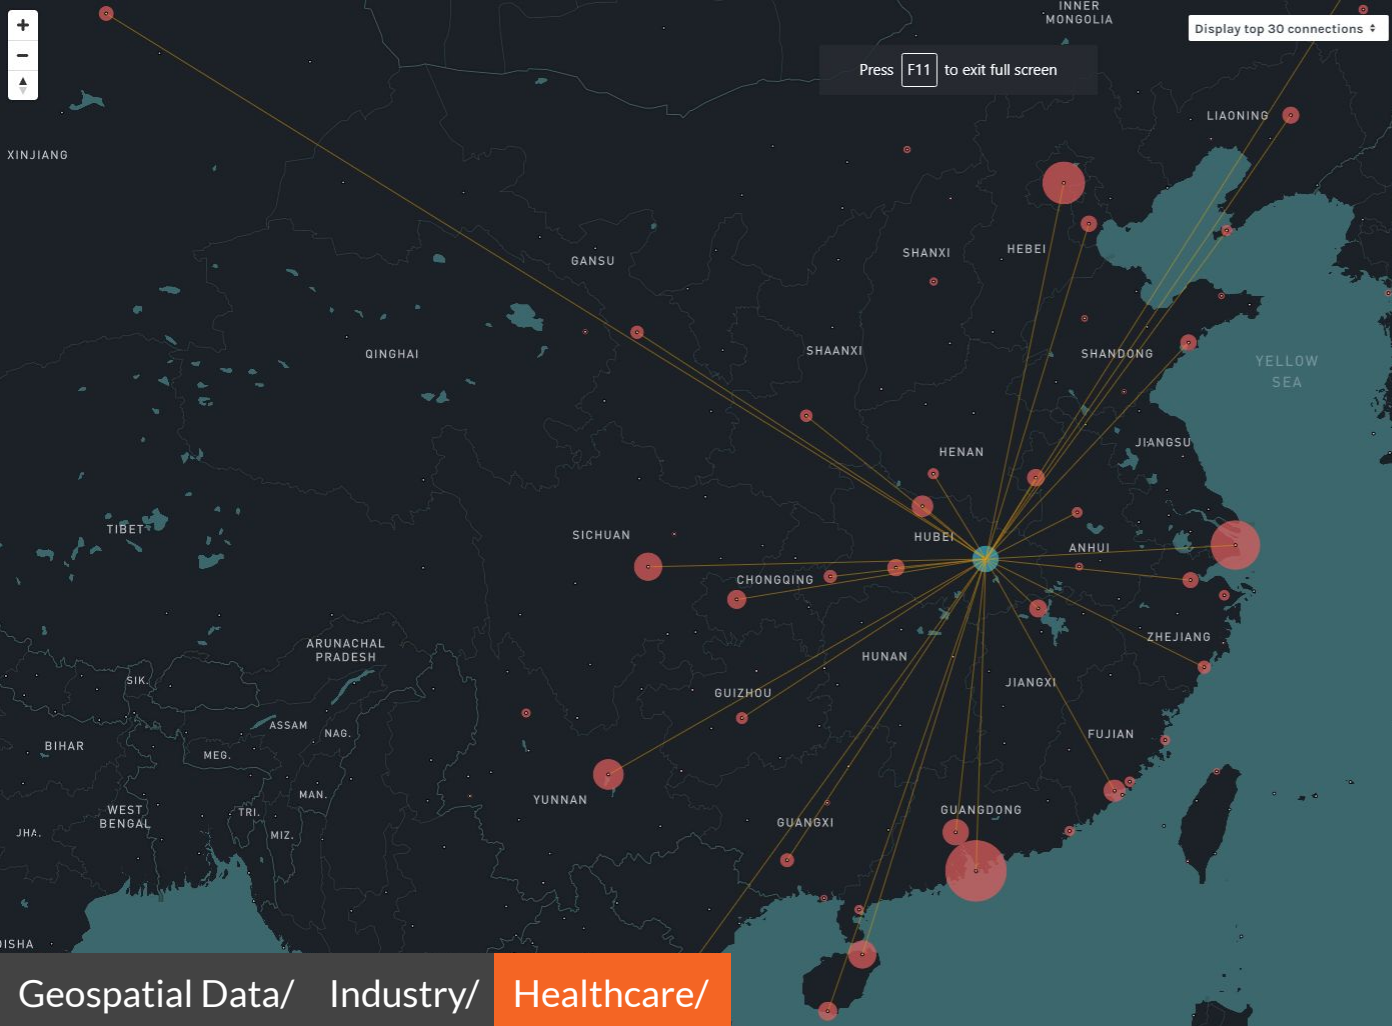 +
INNER
MONGOLIA
Display top 30 connections
−
Press F11 to exit full screen
LIAONING
XINJIANG
SHANXI
HEBEI
GANSU
SHAANXI
QINGHAI
SHANDONG
YELLOW
SEA
JIANGSU
HENAN
TIBET
SICHUAN
HUBEI
ANHUI
CHONGQING
ZHEJIANG
ARUNACHAL
PRADESH
HUNAN
SIK.
JIANGXI
GUIZHOU
ASSAM
NAG.
FUJIAN
BIHAR
MEG.
MAN.
YUNNAN
WEST
BENGAL
TRI.
GUANGDONG
GUANGXI
JHA.
MIZ.
DISHA
Geospatial Data/ Industry/ Healthcare/